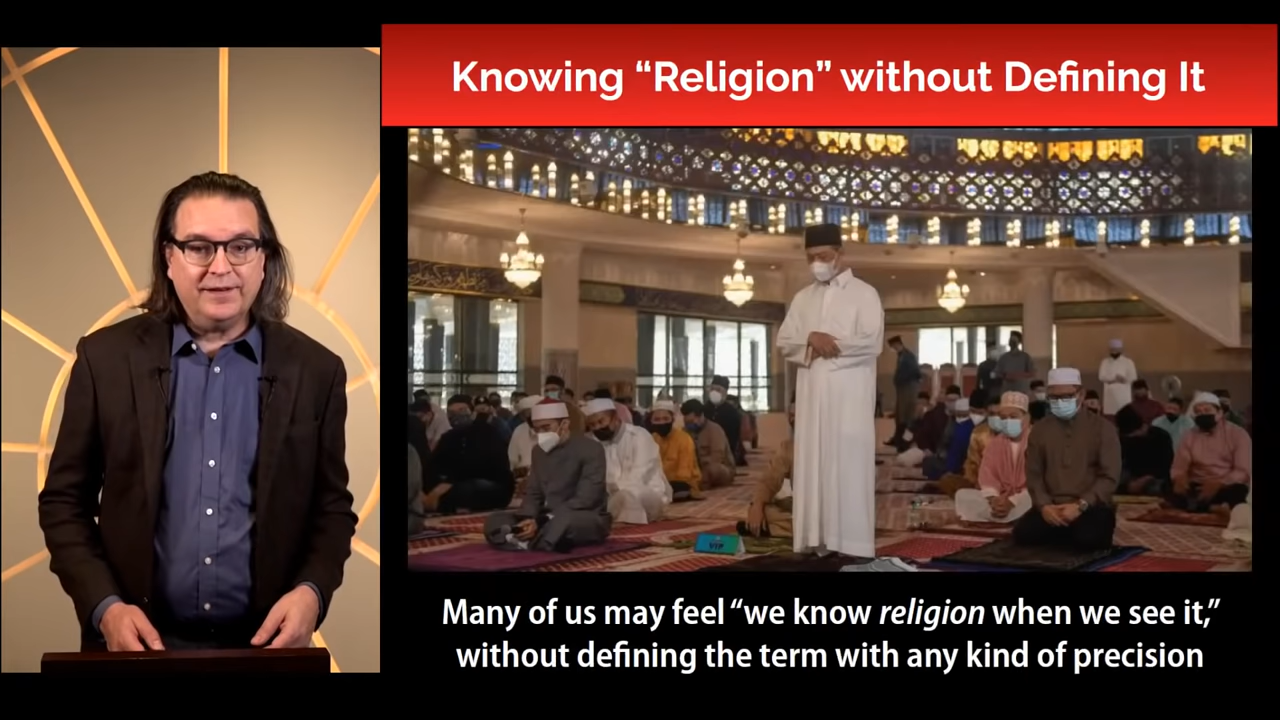 Knowing “Religion” without Defining It
VIP
Many of us may feel “we know religion when we see it,”
without defining the term with any kind of precision